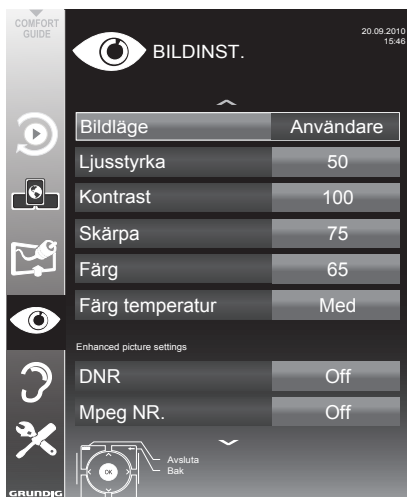 COMFORT
GUIDE
BILDINST.
20.09.2010
15:46
Bildläge Användare
Ljusstyrka 50
Kontrast 100
Skärpa 75
Färg 65
Färg temperatur Med
Enhanced picture settings
DNR Off
Mpeg NR. Off
Avsluta
Bak
OK
GRUNDIG